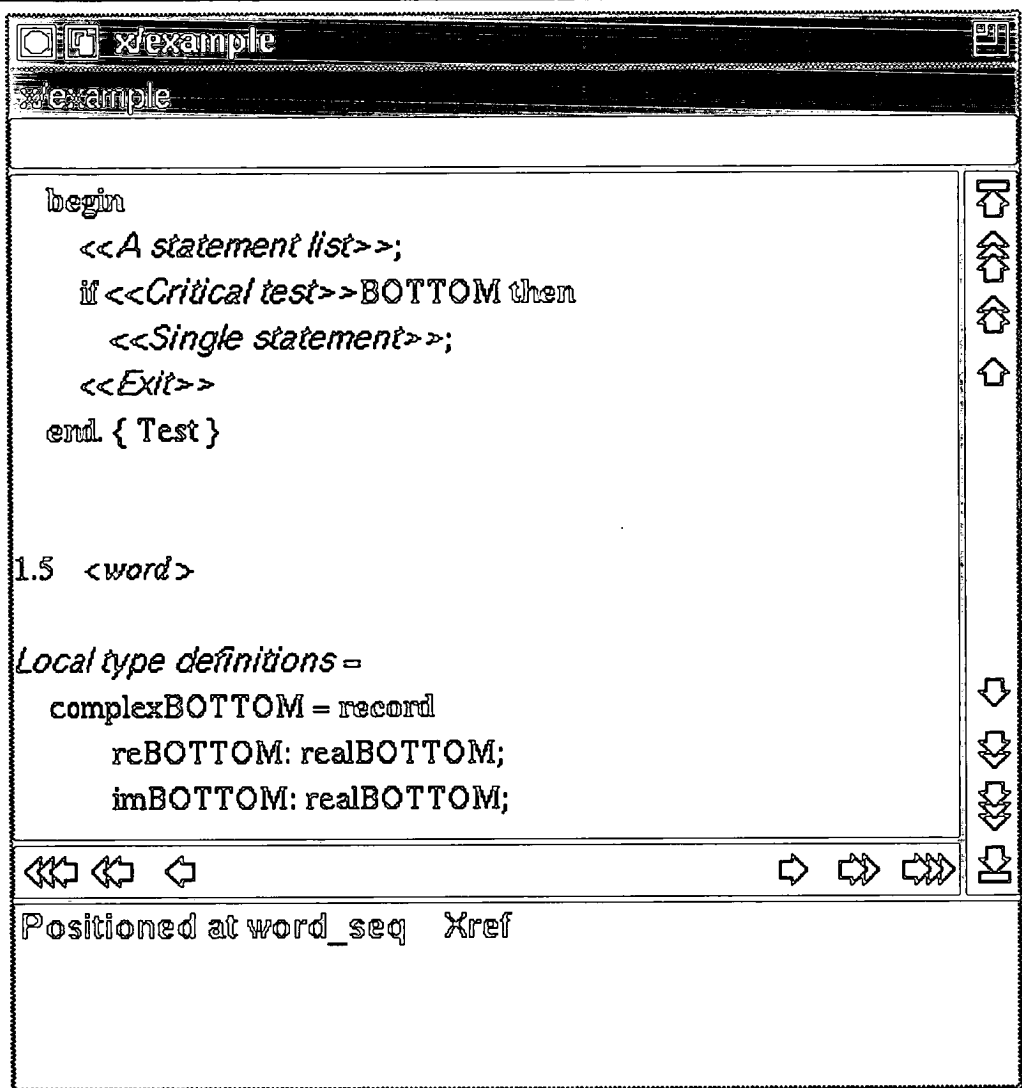 x/example
x/example
begin
<<A statement list>>;
if <<Critical test>>BOTTOM then
<<Single statement>>;
<<Exit>>
end. { Test }
1.5 <word>
Local type definitions =
complexBOTTOM = record
reBOTTOM: realBOTTOM;
imBOTTOM: realBOTTOM;
Positioned at word_seq Xref